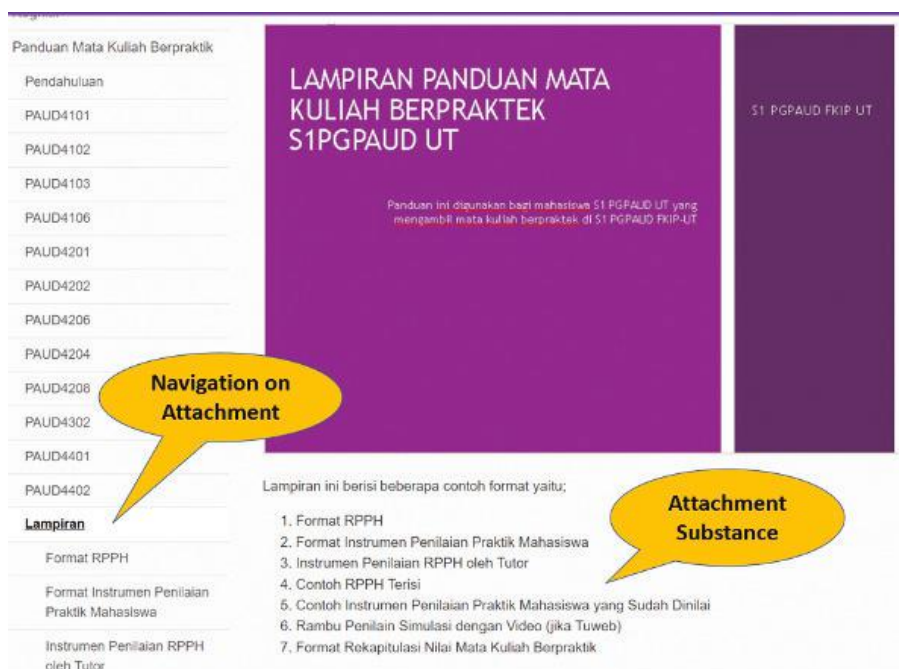 Panduan Mata Kuliah Berpraktik
Pendahuluan
PAUD4101
PAUD4102
PAUD4103
PAUD4106
PAUD4201
PAUD4202
PAUD4206
PAUD4204
PAUD4208
PAUD4302
PAUD4401
PAUD4402
Lampiran
Format RPPH
Format Instrumen Penilaian
Praktik Mahasiswa
Instrumen Penilaian RPPH
oleh Tutor
Navigation on
Attachment
LAMPIRAN PANDUAN MATA
KULIAH BERPRAKTEK
S1PGPAUD UT
Panduan ini digunakan bagi mahasiswa S1 PGPAUD UT yang
mengambil mata kuliah berpraktek di S1 PGPAUD FKIP-UT
S1 PGPAUD FKIP UT
Lampiran ini berisi beberapa contoh format yaitu;
1. Format RPPH
2. Format Instrumen Penilaian Praktik Mahasiswa
3. Instrumen Penilaian RPPH oleh Tutor
4. Contoh RPPH Terisi
5. Contoh Instrumen Penilaian Praktik Mahasiswa yang Sudah Dinilai
6. Rambu Penilain Simulasi dengan Video (jika Tuweb)
7. Format Rekapitulasi Nilai Mata Kuliah Berpraktik
Attachment
Substance